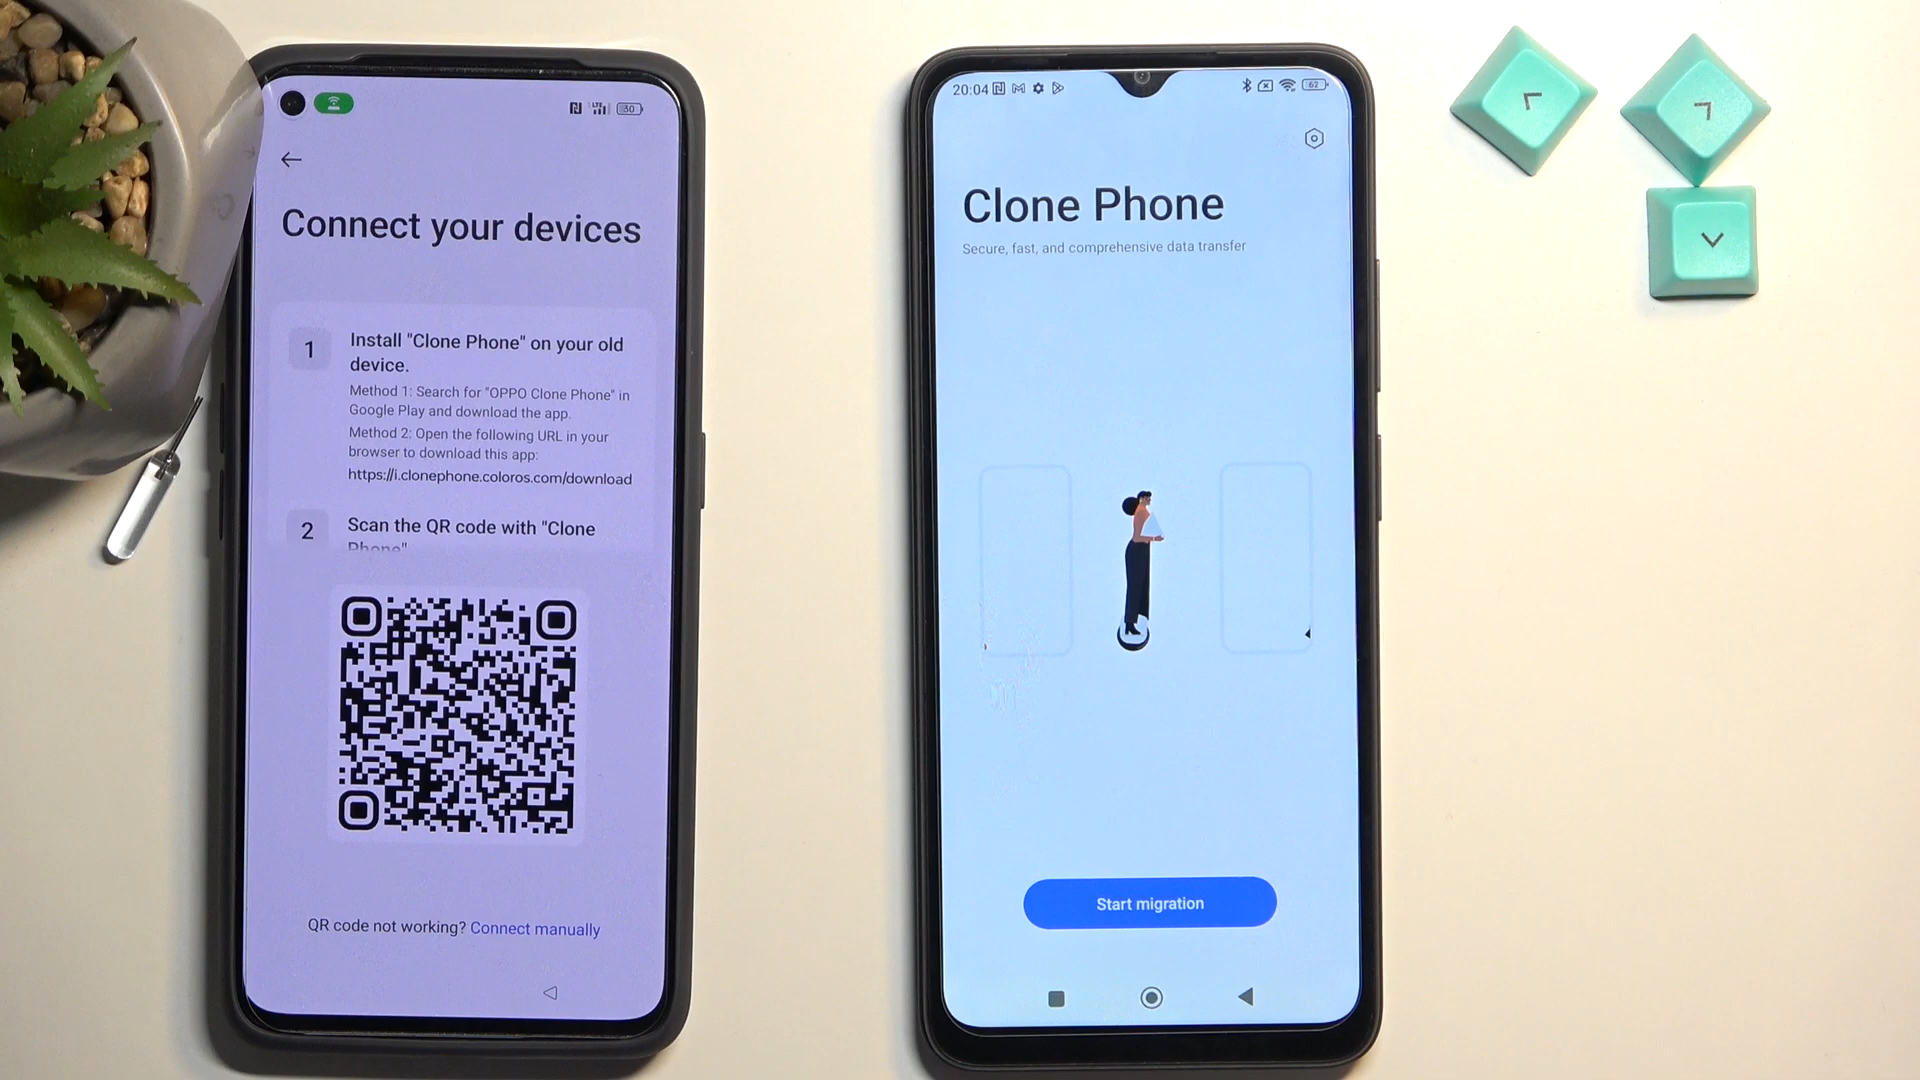 30
Connect your devices
1
Install "Clone Phone" on your old
device.
Method 1: Search for "OPPO Clone Phone" in
Google Play and download the app.
Method 2: Open the following URL in your
browser to download this app:
https://i.clonephone.coloros.com/download
2
Scan the QR code with "Clone
Phone"
QR code not working? Connect manually
20:04
62
Clone Phone
Secure, fast, and comprehensive data transfer
Start migration